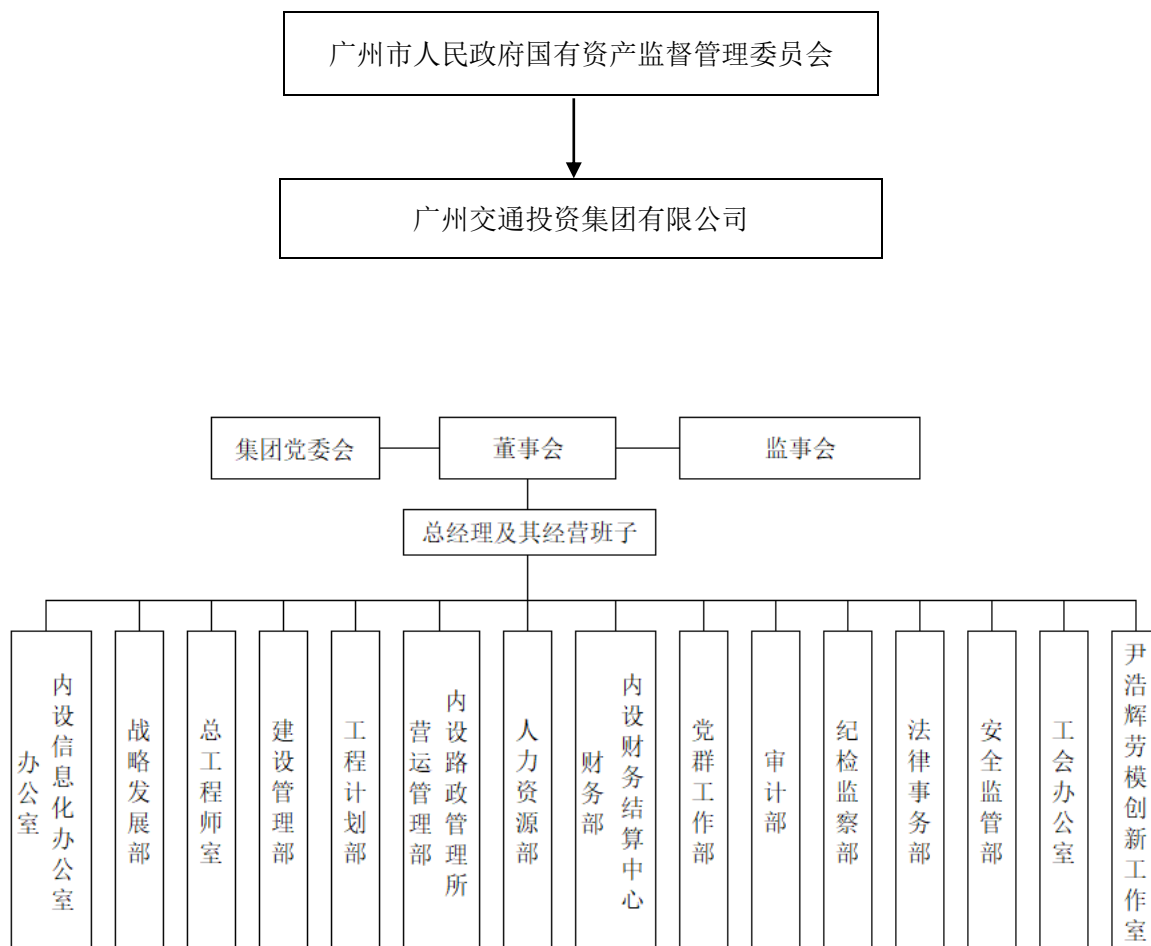 广州市人民政府国有资产监督管理委员会
广州交通投资集团有限公司
集团党委会
董事会
监事会
总经理及其经营班子
办公室
内设信息化办公室
战略发展部
总工程师室
建设管理部
工程计划部
营运管理部
内设路政管理所
人力资源部
财务部
内设财务结算中心
党群工作部
审计部
纪检监察部
法律事务部
安全监管部
工会办公室
尹浩辉劳模创新工作室